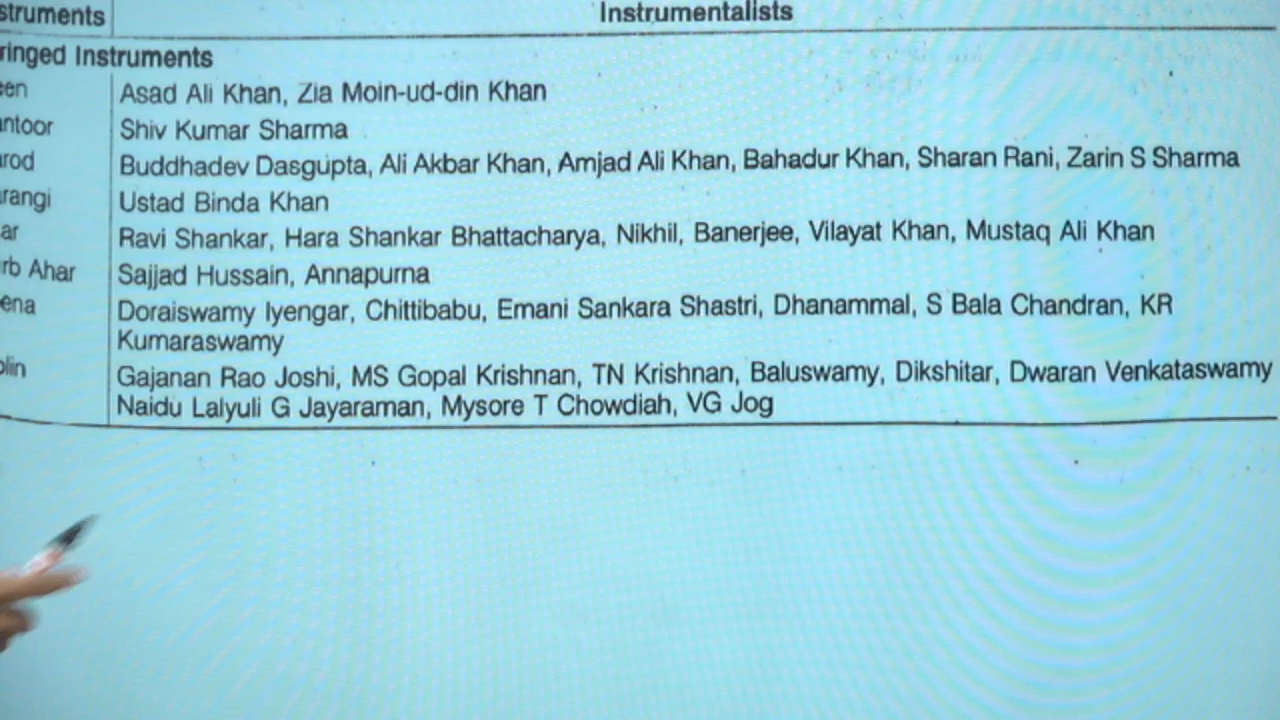 struments Instrumentalists
ringed Instruments
een Asad Ali Khan, Zia Moin-ud-din Khan
antoor Shiv Kumar Sharma
arod Buddhadev Dasgupta, Ali Akbar Khan, Amjad Ali Khan, Bahadur Khan, Sharan Rani, Zarin S Sharma
arangi Ustad Binda Khan
ar Ravi Shankar, Hara Shankar Bhattacharya, Nikhil, Banerjee, Vilayat Khan, Mustaq Ali Khan
rb Ahar Sajjad Hussain, Annapurna
ena Doraiswamy Iyengar, Chittibabu, Emani Sankara Shastri, Dhanammal, S Bala Chandran, KR
Kumaraswamy
olin Gajanan Rao Joshi, MS Gopal Krishnan, TN Krishnan, Baluswamy, Dikshitar, Dwaran Venkataswamy
Naidu Lalyuli G Jayaraman, Mysore T Chowdiah, VG Jog